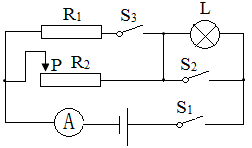 R₁ S₃ L
P R₂ S₂
A S₁